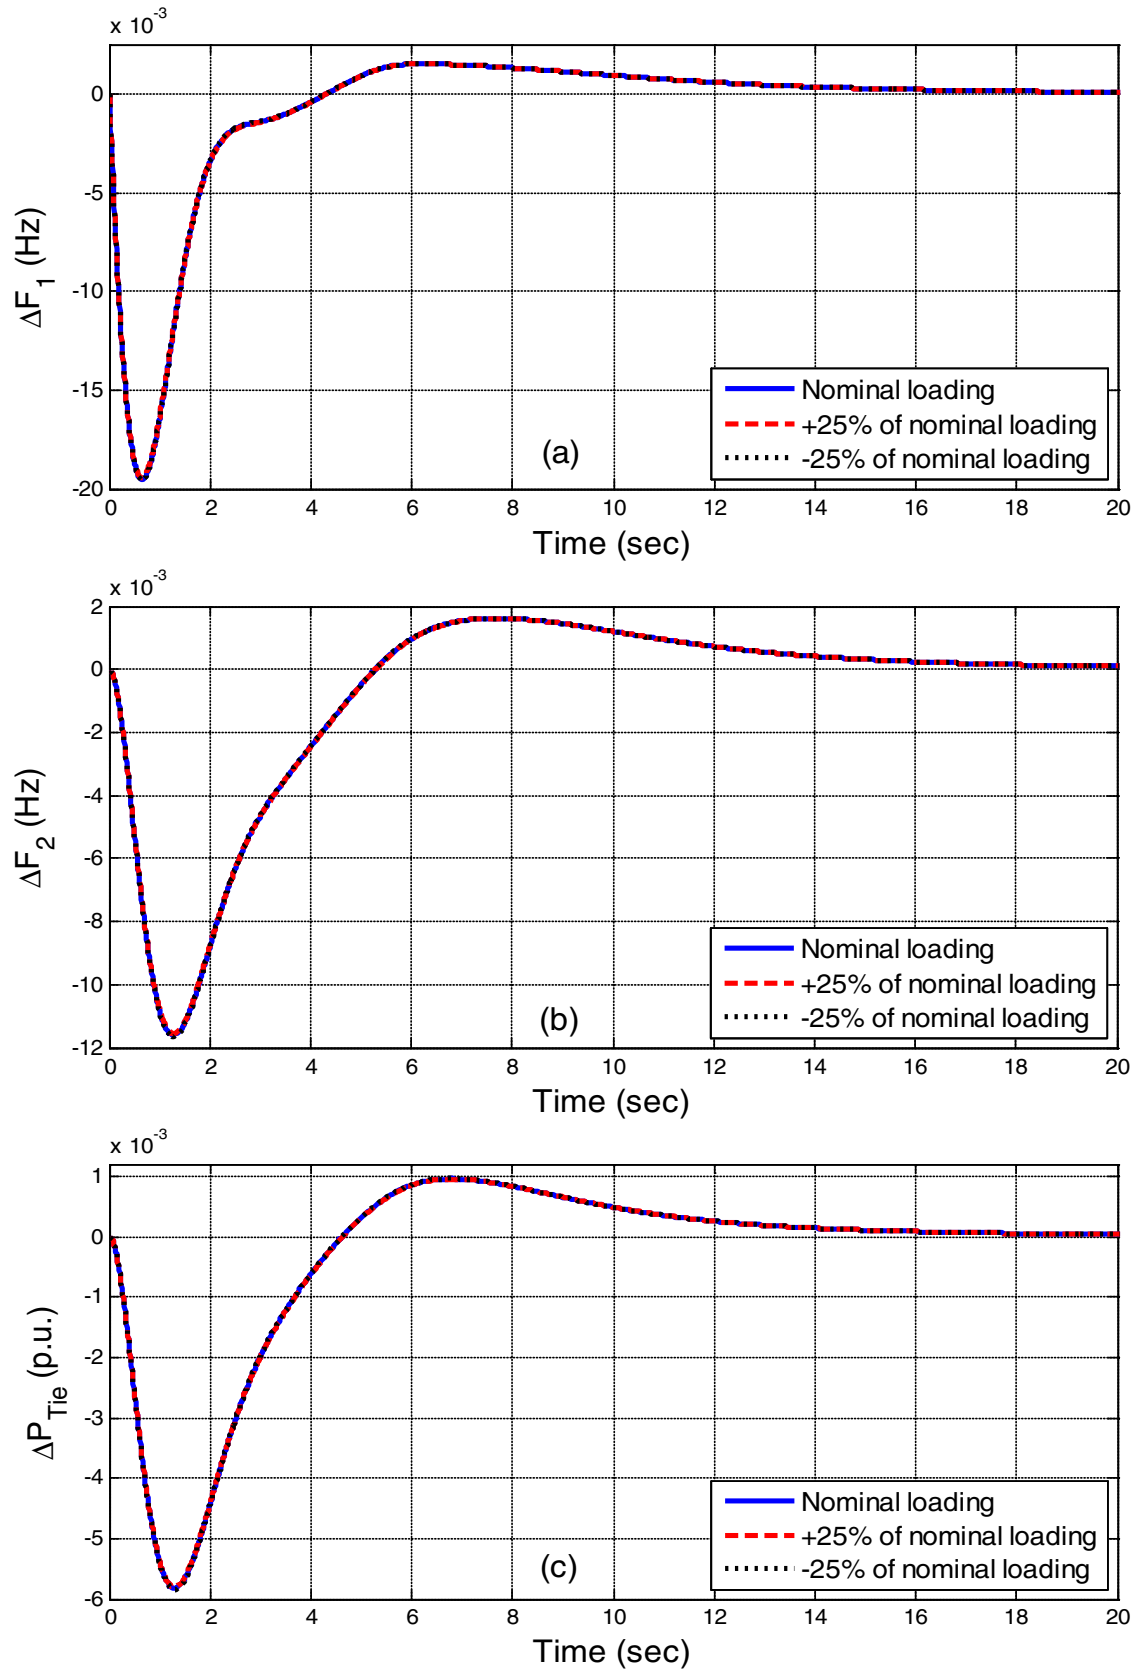 x 10-3
0
-5
-10
-15
-20
ΔF1 (Hz)
Nominal loading
+25% of nominal loading
-25% of nominal loading
(a)
0 2 4 6 8 10 12 14 16 18 20
Time (sec)
x 10-3
2
0
-2
-4
-6
-8
-10
-12
ΔF2 (Hz)
Nominal loading
+25% of nominal loading
-25% of nominal loading
(b)
0 2 4 6 8 10 12 14 16 18 20
Time (sec)
x 10-3
1
0
-1
-2
-3
-4
-5
-6
ΔPTie (p.u.)
Nominal loading
+25% of nominal loading
-25% of nominal loading
(c)
0 2 4 6 8 10 12 14 16 18 20
Time (sec)